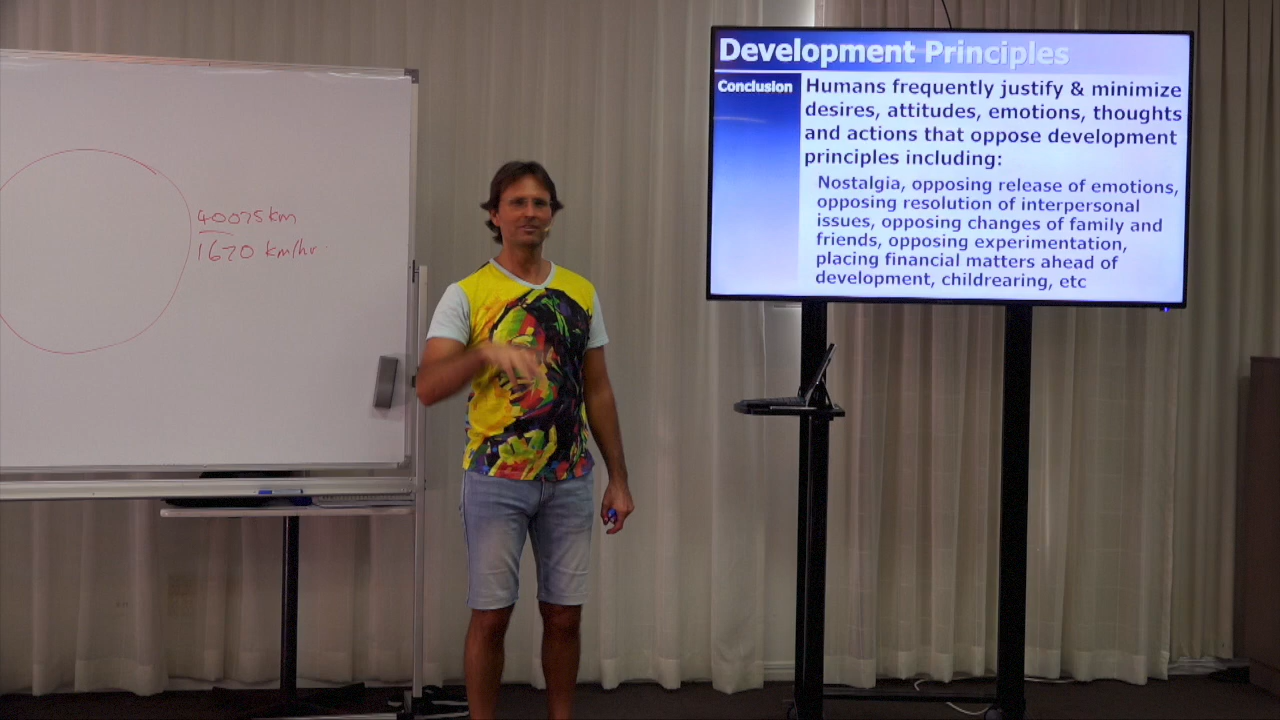 40075km
1670 km/hr
Development Principles
Conclusion
Humans frequently justify & minimize
desires, attitudes, emotions, thoughts
and actions that oppose development
principles including:
Nostalgia, opposing release of emotions,
opposing resolution of interpersonal
issues, opposing changes of family and
friends, opposing experimentation,
placing financial matters ahead of
development, childrearing, etc